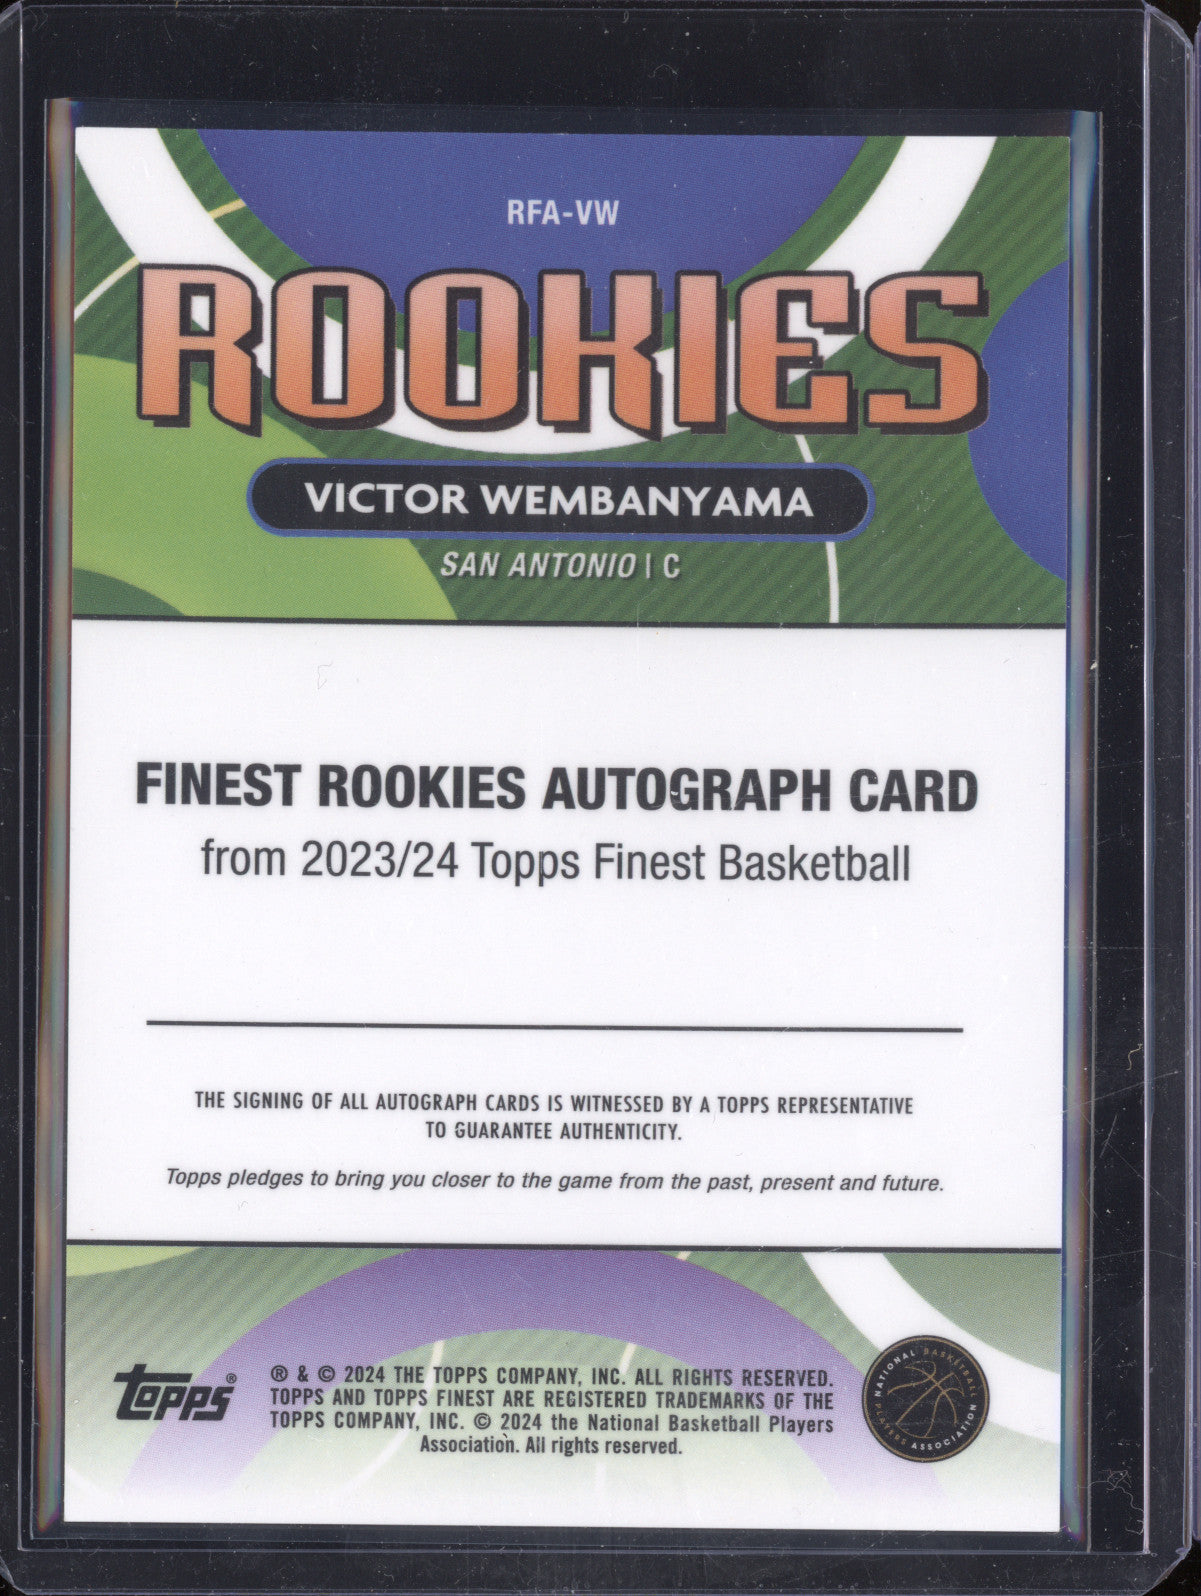 RFA-VW
ROOKIES
VICTOR WEMBANYAMA
SAN ANTONIO | C
FINEST ROOKIES AUTOGRAPH CARD
from 2023/24 Topps Finest Basketball
THE SIGNING OF ALL AUTOGRAPH CARDS IS WITNESSED BY A TOPPS REPRESENTATIVE
TO GUARANTEE AUTHENTICITY.
Topps pledges to bring you closer to the game from the past, present and future.
topps®
® & © 2024 THE TOPPS COMPANY, INC. ALL RIGHTS RESERVED.
TOPPS AND TOPPS FINEST ARE REGISTERED TRADEMARKS OF THE
TOPPS COMPANY, INC. © 2024 the National Basketball Players
Association. All rights reserved.
NATIONAL BASKETBALL
PLAYERS ASSOCIATION